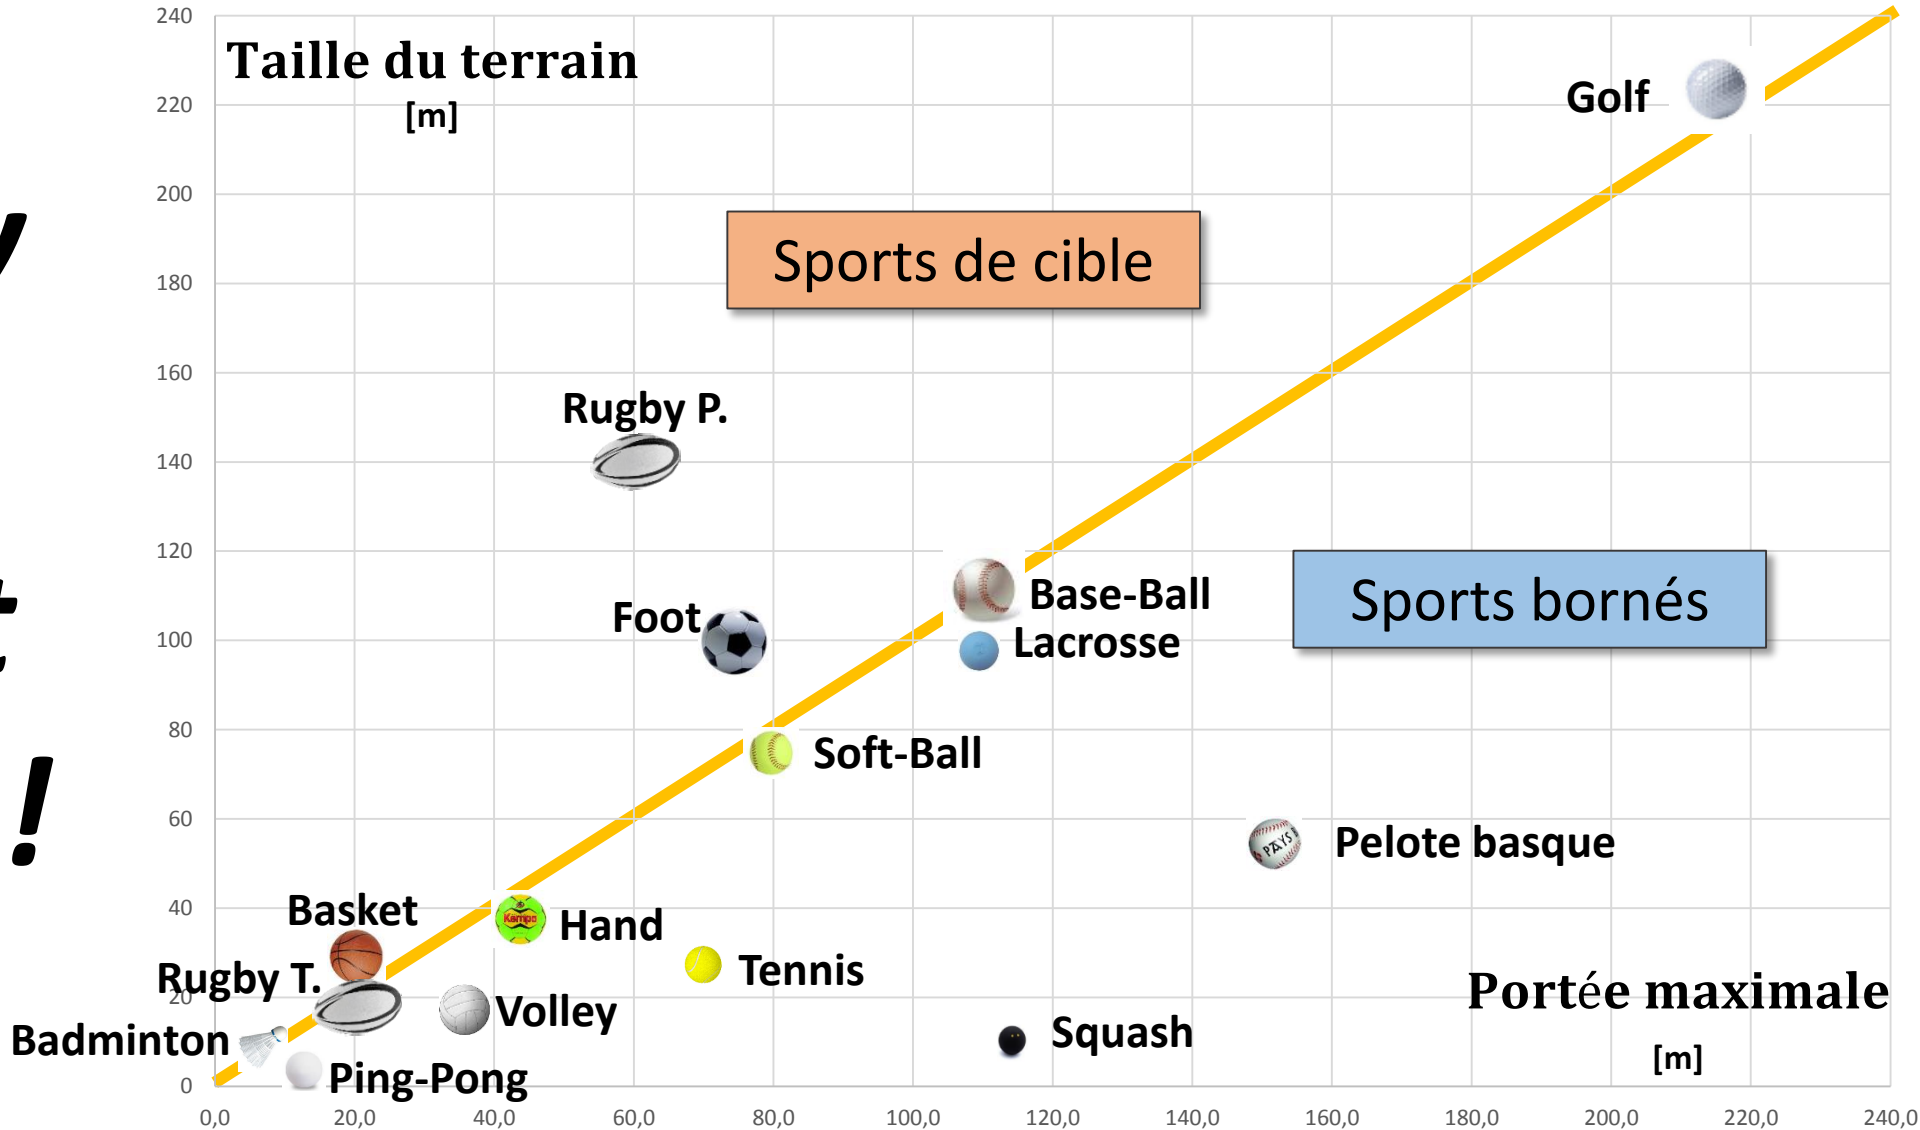 240
Taille du terrain
[m]
220
Golf
200
Sports de cible
180
160
Rugby P.
140
120
Base-Ball
Sports bornés
Foot
100
Lacrosse
80
Soft-Ball
60
PAYS
Pelote basque
40
Basket
Kempa
Hand
Tennis
Rugby T.
20
Volley
Portée maximale
[m]
Badminton
Squash
Ping-Pong
0
0,0 20,0 40,0 60,0 80,0 100,0 120,0 140,0 160,0 180,0 200,0 220,0 240,0
y
t
!